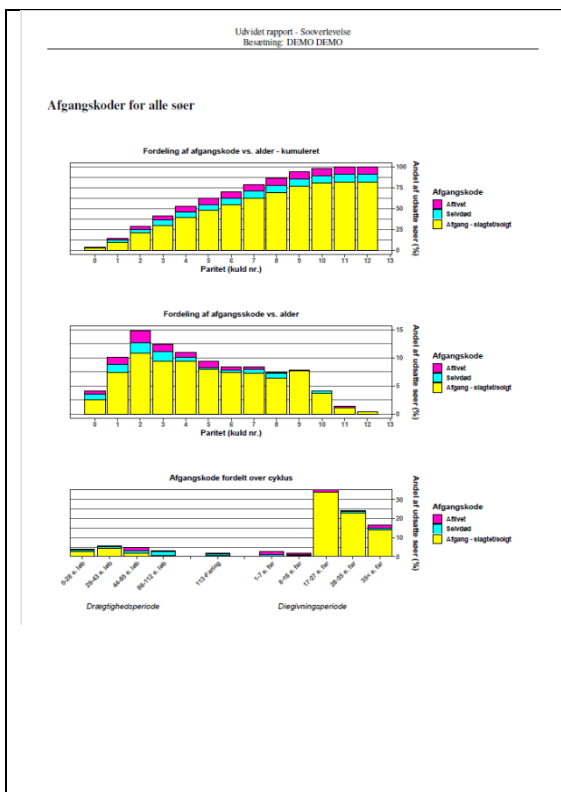 Udvidet rapport - Sooverlevelse
Besætning: DEMO DEMO
Afgangskoder for alle søer
Fordeling af afgangskode vs. alder - kumuleret
100
75
50
25
0
Andel af udsatte søer (%)
0 1 2 3 4 5 6 7 8 9 10 11 12 13
Paritet (kuld nr.)
Afgangskode
Aflivet
Selvdød
Afgang - slagtet/solgt
Fordeling af afgangsskode vs. alder
15
10
5
0
Andel af udsatte søer (%)
0 1 2 3 4 5 6 7 8 9 10 11 12 13
Paritet (kuld nr.)
Afgangskode
Aflivet
Selvdød
Afgang - slagtet/solgt
Afgangskode fordelt over cyklus
30
20
10
0
Andel af udsatte søer (%)
0-28 e. løb
29-43 e. løb
44-85 e. løb
86-112 e. løb
113-Faring
1-7 e. far
8-16 e. far
17-27 e. far
28-35 e. far
35+ e. far
Drægtighedsperiode
Diegivningsperiode
Afgangskode
Aflivet
Selvdød
Afgang - slagtet/solgt